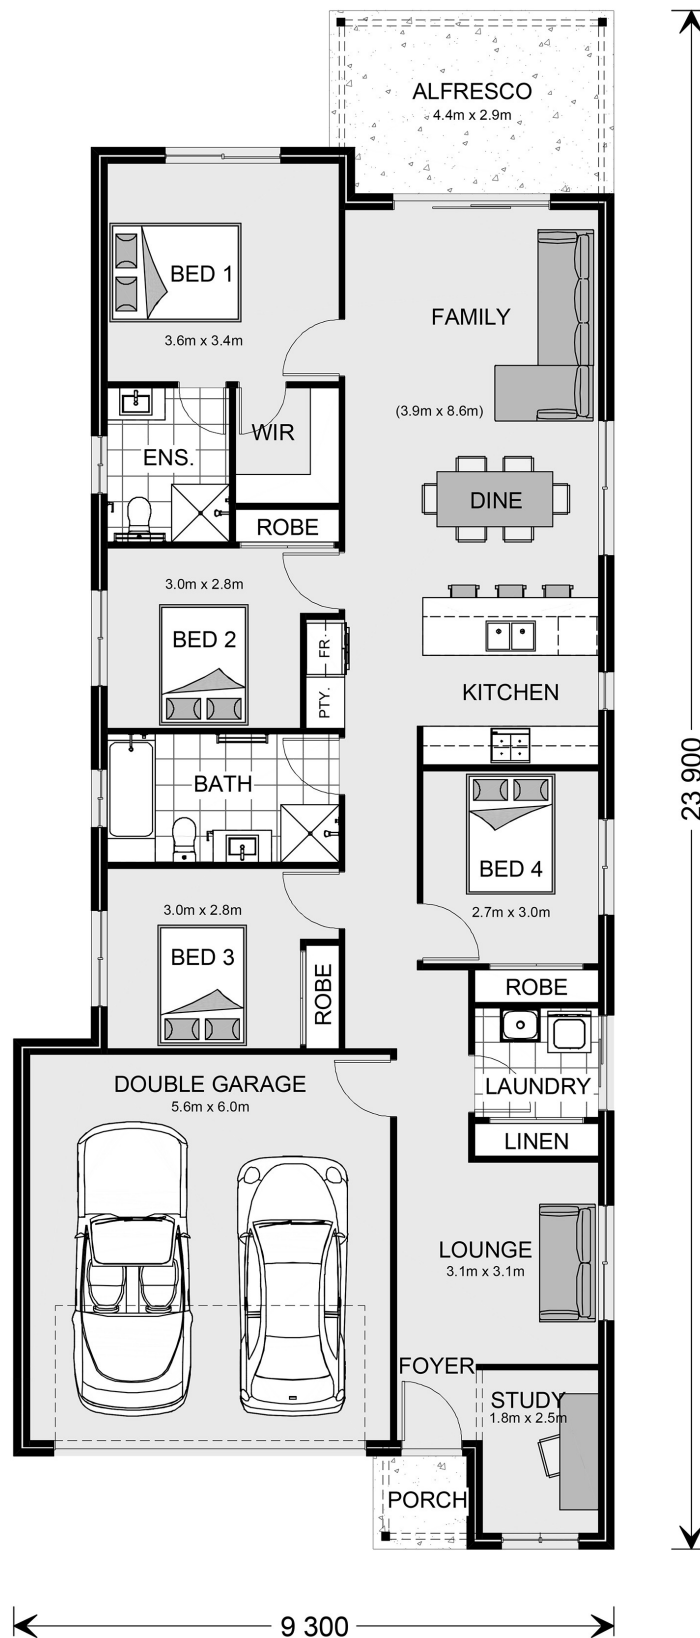 ALFRESCO
4.4m x 2.9m
BED 1
3.6m x 3.4m
FAMILY
(3.9m x 8.6m)
WIR
ENS.
DINE
ROBE
3.0m x 2.8m
BED 2
FR.
PTY.
KITCHEN
BATH
BED 4
2.7m x 3.0m
3.0m x 2.8m
BED 3
ROBE
ROBE
23 900
DOUBLE GARAGE
5.6m x 6.0m
LAUNDRY
LINEN
LOUNGE
3.1m x 3.1m
FOYER
STUDY
1.8m x 2.5m
PORCH
9 300